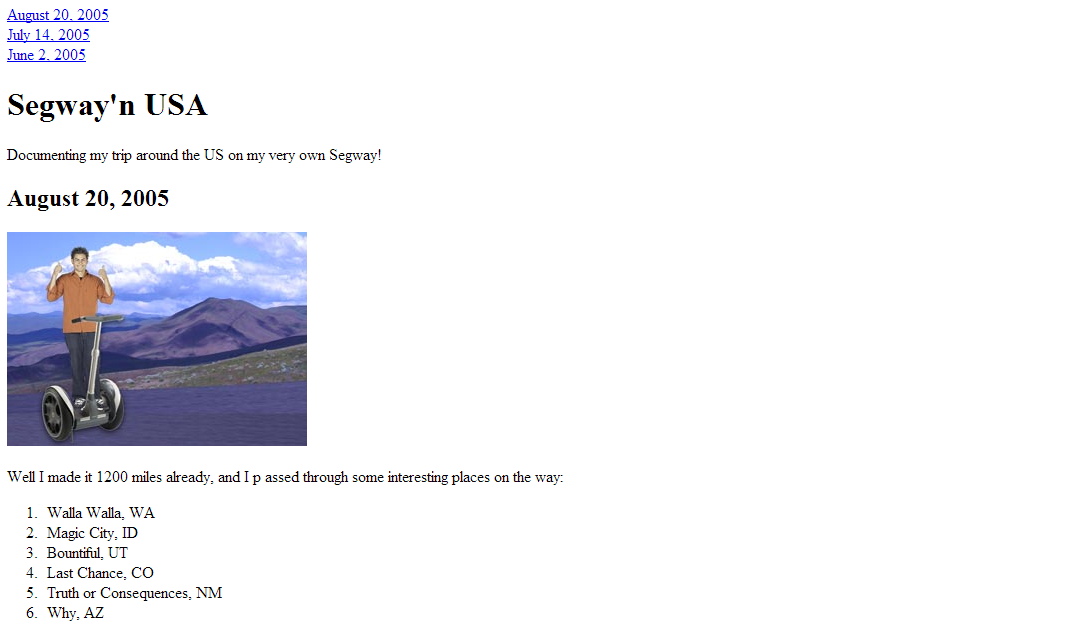 August 20, 2005
July 14, 2005
June 2, 2005
Segway'n USA
Documenting my trip around the US on my very own Segway!
August 20, 2005
Well I made it 1200 miles already, and I p assed through some interesting places on the way:
1. Walla Walla, WA
2. Magic City, ID
3. Bountiful, UT
4. Last Chance, CO
5. Truth or Consequences, NM
6. Why, AZ